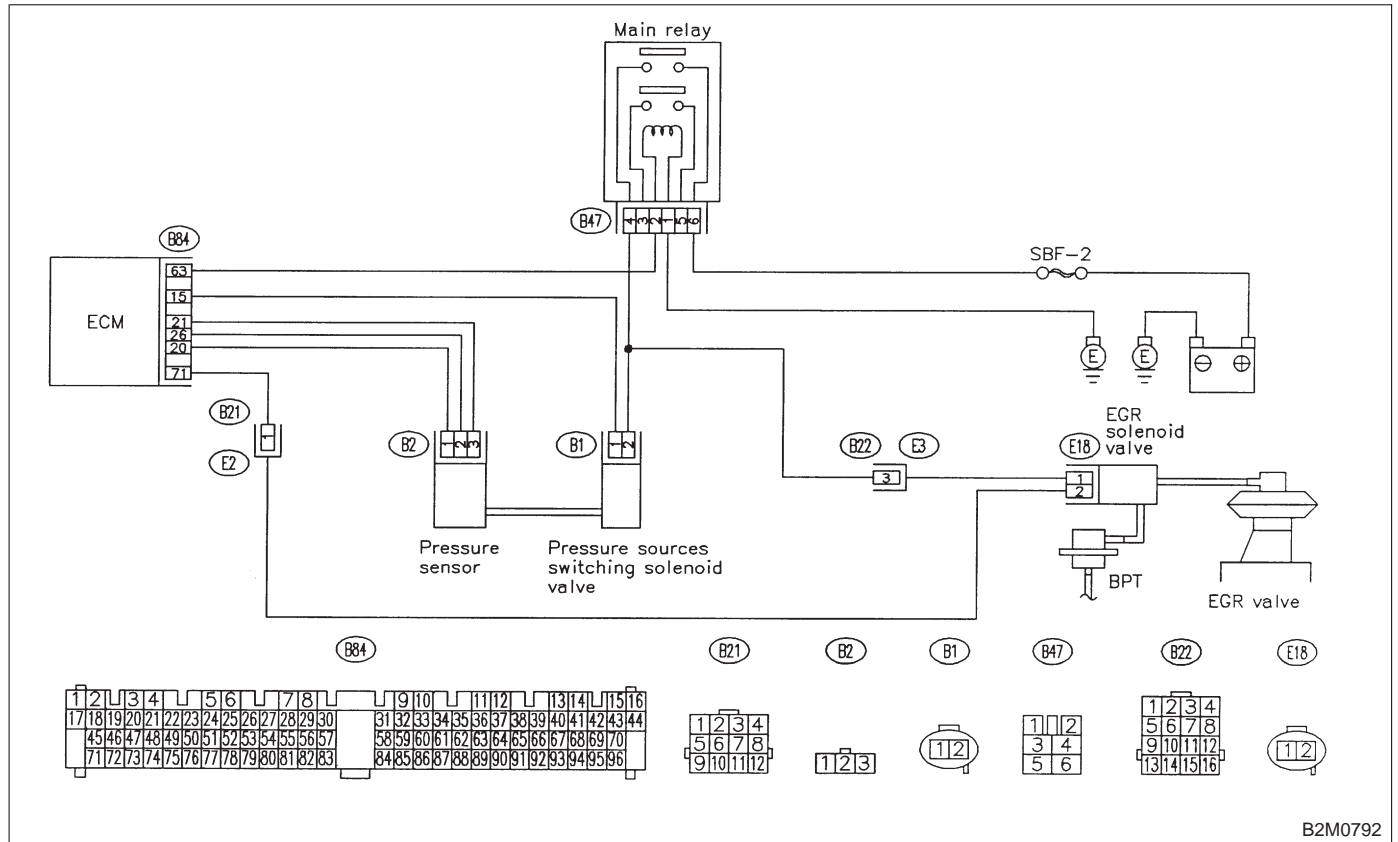 Main relay
B47
4 3 2 1 5 6
B84
SBF-2
ECM
63
15
21
26
20
71
E E
B21
1
E2
B2
1 2 3
B1
1 2
B22 E3
3
EGR
solenoid
valve
E18
1
2
Pressure
sensor
Pressure sources
switching solenoid
valve
BPT
EGR valve
B84
1 2 3 4 5 6 7 8 9 10 11 12 13 14 15 16
17 18 19 20 21 22 23 24 25 26 27 28 29 30 31 32 33 34 35 36 37 38 39 40 41 42 43 44
45 46 47 48 49 50 51 52 53 54 55 56 57 58 59 60 61 62 63 64 65 66 67 68 69 70
71 72 73 74 75 76 77 78 79 80 81 82 83 84 85 86 87 88 89 90 91 92 93 94 95 96
B21
1 2 3 4
5 6 7 8
9 10 11 12
B2
1 2 3
B1
1 2
B47
1 2
3 4
5 6
B22
1 2 3 4
5 6 7 8
9 10 11 12
13 14 15 16
E18
1 2
B2M0792